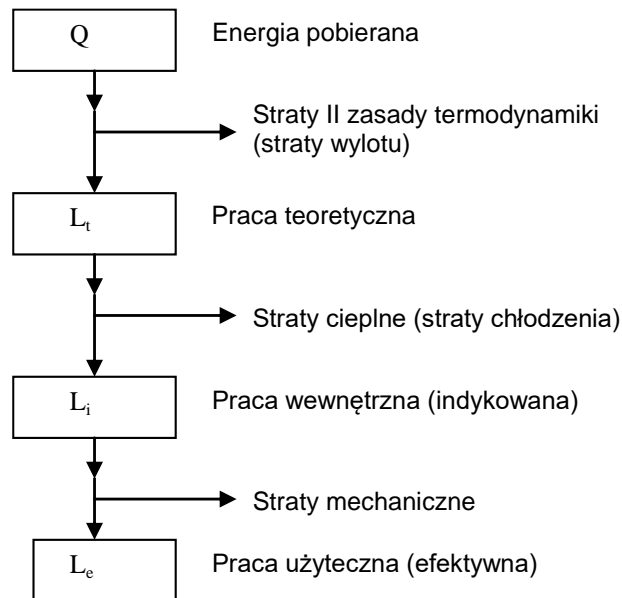 Q Energia pobierana
Straty II zasady termodynamiki
(straty wylotu)
Lt Praca teoretyczna
Straty cieplne (straty chłodzenia)
Li Praca wewnętrzna (indykowana)
Straty mechaniczne
Le Praca użyteczna (efektywna)